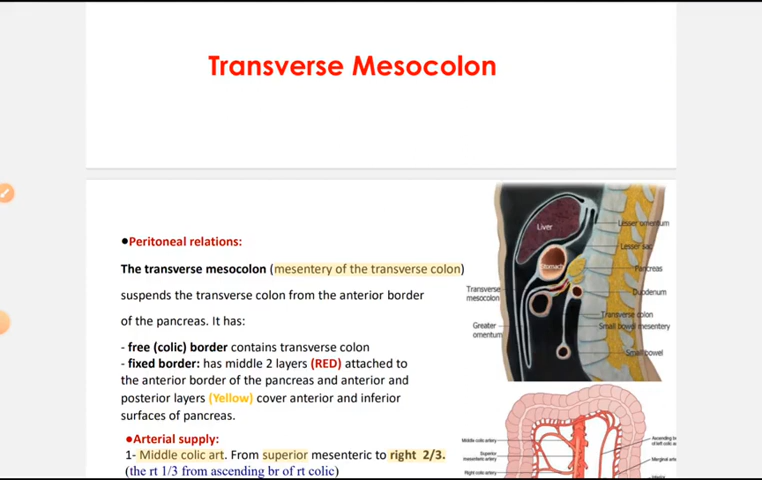 Transverse Mesocolon
●Peritoneal relations:
The transverse mesocolon (mesentery of the transverse colon)
suspends the transverse colon from the anterior border
of the pancreas. It has:
- free (colic) border contains transverse colon
- fixed border: has middle 2 layers (RED) attached to
the anterior border of the pancreas and anterior and
posterior layers (Yellow) cover anterior and inferior
surfaces of pancreas.
●Arterial supply:
1- Middle colic art. From superior mesenteric to right 2/3.
(the rt 1/3 from ascending br of rt colic)
Liver
Stomach
Lesser omentum
Lesser sac
Pancreas
Duodenum
Transverse
mesocolon
Transverse colon
Greater
omentum
Small bowel mesentery
Small bowel
Middle colic artery
Superior
mesenteric artery
Right colic artery
Ascending
of left colic
Marginal